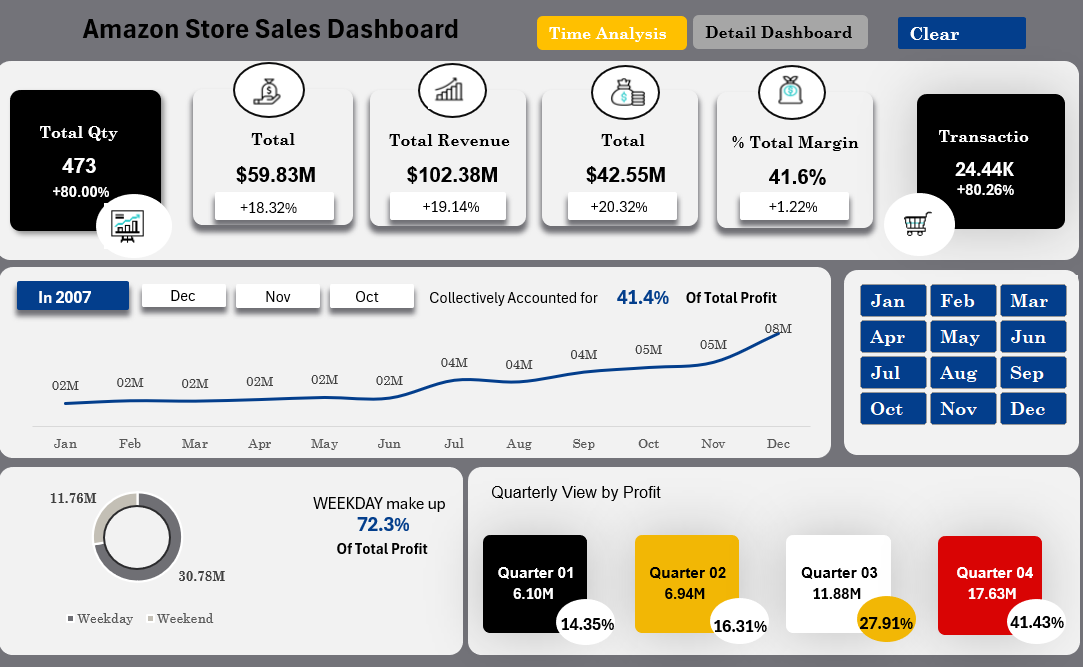 Amazon Store Sales Dashboard
Time Analysis
Detail Dashboard
Clear
Total Qty
473
+80.00%
Total
$59.83M
+18.32%
Total Revenue
$102.38M
+19.14%
Total
$42.55M
+20.32%
% Total Margin
41.6%
+1.22%
Transactio
24.44K
+80.26%
In 2007
Dec
Nov
Oct
Collectively Accounted for 41.4% Of Total Profit
02M 02M 02M 02M 02M 02M 04M 04M 04M 05M 05M 08M
Jan Feb Mar Apr May Jun Jul Aug Sep Oct Nov Dec
Jan Feb Mar
Apr May Jun
Jul Aug Sep
Oct Nov Dec
11.76M
30.78M
Weekday Weekend
WEEKDAY make up
72.3%
Of Total Profit
Quarterly View by Profit
Quarter 01
6.10M
14.35%
Quarter 02
6.94M
16.31%
Quarter 03
11.88M
27.91%
Quarter 04
17.63M
41.43%